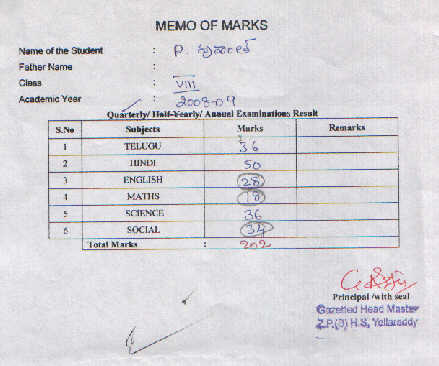 MEMO OF MARKS
Name of the Student : P.
Father Name :
Class : VIII
Academic Year : 2008-09
Quarterly/ Half-Yearly/ Annual Examinations Result
S.No Subjects Marks Remarks
1 TELUGU 36
2 HINDI 50
3 ENGLISH 28
4 MATHS 18
5 SCIENCE 36
6 SOCIAL 34
Total Marks : 202
Principal /with seal
Gazetted Head Master
Z.P.(B) H.S, Yellareddy